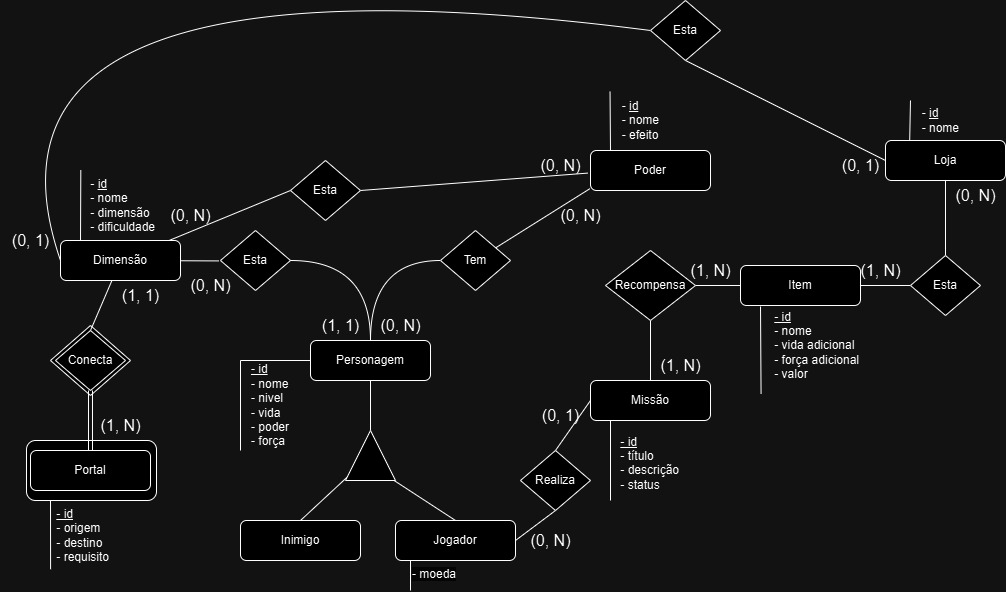 Esta
- id
- nome
- efeito
- id
- nome
(0, N)
Poder
(0, 1)
Loja
- id
- nome
- dimensão
- dificuldade
Esta
(0, N)
(0, N)
(0, N)
(0, 1)
Dimensão
Esta
(0, N)
Tem
Recompensa
(1, N)
Item
(1, N)
Esta
(1, 1)
- id
- nome
- vida adicional
- força adicional
- valor
(1, 1)
(0, N)
Conecta
Personagem
(1, N)
- id
- nome
- nivel
- vida
- poder
- força
Missão
(0, 1)
(1, N)
- id
- título
- descrição
- status
Portal
Realiza
- id
- origem
- destino
- requisito
Inimigo
Jogador
(0, N)
- moeda